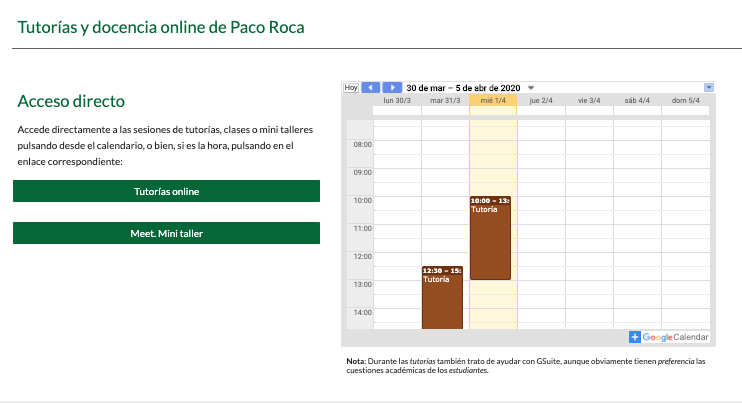 Tutorías y docencia online de Paco Roca
Acceso directo
Accede directamente a las sesiones de tutorías, clases o mini talleres
pulsando desde el calendario, o bien, si es la hora, pulsando en el
enlace correspondiente:
Tutorías online
Meet. Mini taller
Hoy 30 de mar – 5 de abr de 2020
lun 30/3 mar 31/3 mié 1/4 jue 2/4 vie 3/4 sáb 4/4 dom 5/4
08:00
09:00
10:00
11:00
12:00
13:00
14:00
10:00 – 13:
Tutoría
12:30 – 15:
Tutoría
GoogleCalendar
Nota: Durante las tutorías también trato de ayudar con GSuite, aunque obviamente tienen preferencia las
cuestiones académicas de los estudiantes.